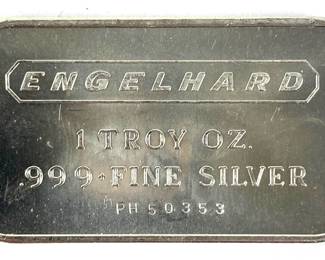 ENGELHARD
1 TROY OZ.
.999+FINE SILVER
PH50353